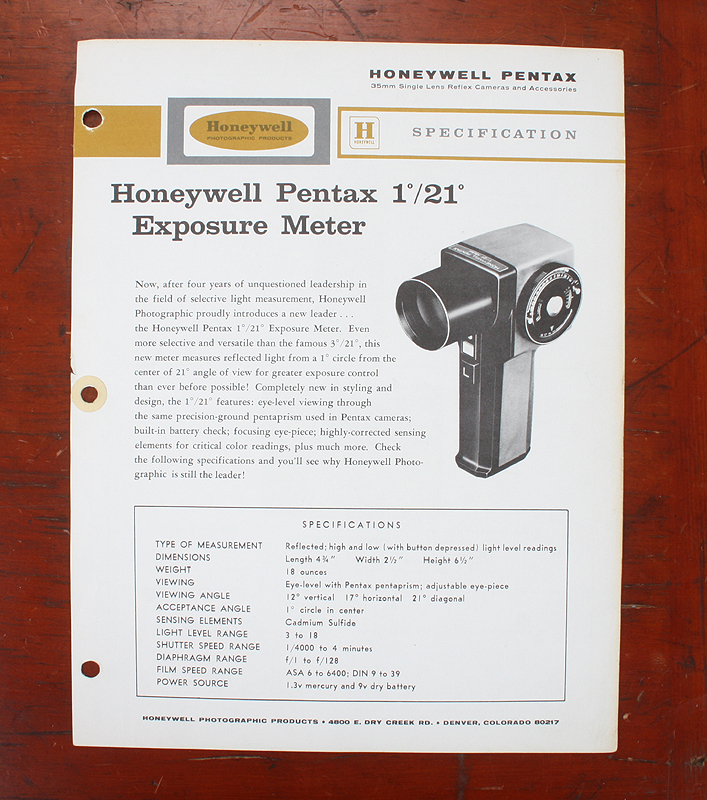 HONEYWELL PENTAX
35mm Single Lens Reflex Cameras and Accessories
Honeywell
PHOTOGRAPHIC PRODUCTS
H
HONEYWELL
SPECIFICATION
Honeywell Pentax 1°/21°
Exposure Meter
Now, after four years of unquestioned leadership in
the field of selective light measurement, Honeywell
Photographic proudly introduces a new leader . . .
the Honeywell Pentax 1°/21° Exposure Meter. Even
more selective and versatile than the famous 3°/21°, this
new meter measures reflected light from a 1° circle from the
center of 21° angle of view for greater exposure control
than ever before possible! Completely new in styling and
design, the 1°/21° features: eye-level viewing through
the same precision-ground pentaprism used in Pentax cameras;
built-in battery check; focusing eye-piece; highly-corrected sensing
elements for critical color readings, plus much more. Check
the following specifications and you'll see why Honeywell Photo-
graphic is still the leader!
SPECIFICATIONS
TYPE OF MEASUREMENT Reflected; high and low (with button depressed) light level readings
DIMENSIONS Length 4¾" Width 2½" Height 6½"
WEIGHT 18 ounces
VIEWING Eye-level with Pentax pentaprism; adjustable eye-piece
VIEWING ANGLE 12° vertical 17° horizontal 21° diagonal
ACCEPTANCE ANGLE 1° circle in center
SENSING ELEMENTS Cadmium Sulfide
LIGHT LEVEL RANGE 3 to 18
SHUTTER SPEED RANGE 1/4000 to 4 minutes
DIAPHRAGM RANGE f/1 to f/128
FILM SPEED RANGE ASA 6 to 6400; DIN 9 to 39
POWER SOURCE 1.3v mercury and 9v dry battery
HONEYWELL PHOTOGRAPHIC PRODUCTS • 4800 E. DRY CREEK RD. • DENVER, COLORADO 80217